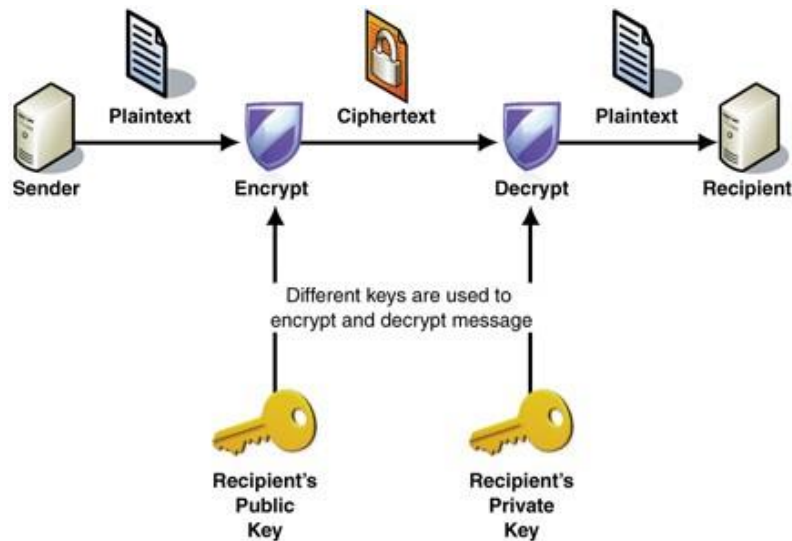 Plaintext
Ciphertext
Plaintext
Sender
Encrypt
Decrypt
Recipient
Different keys are used to
encrypt and decrypt message
Recipient's
Public
Key
Recipient's
Private
Key